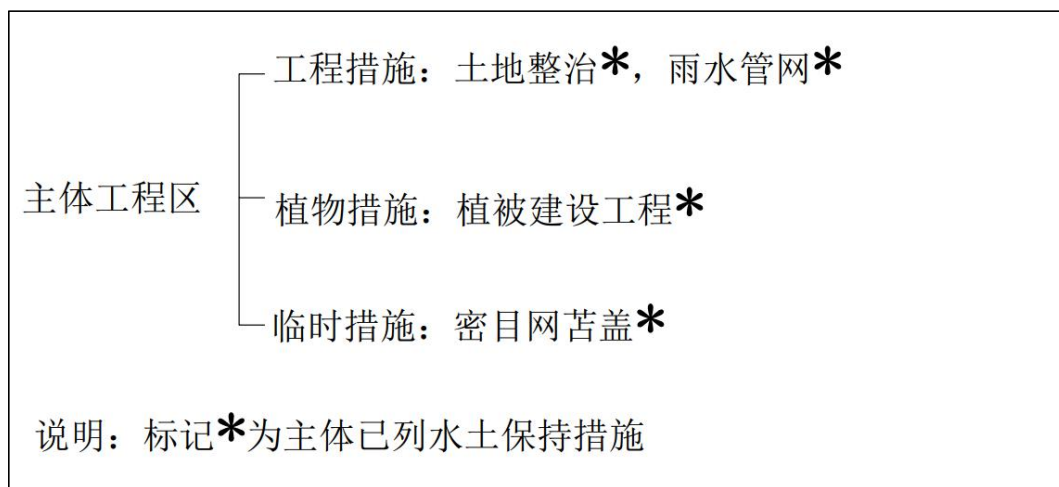 工程措施：土地整治*，雨水管网*
主体工程区
植物措施：植被建设工程*
临时措施：密目网苫盖*
说明：标记*为主体已列水土保持措施